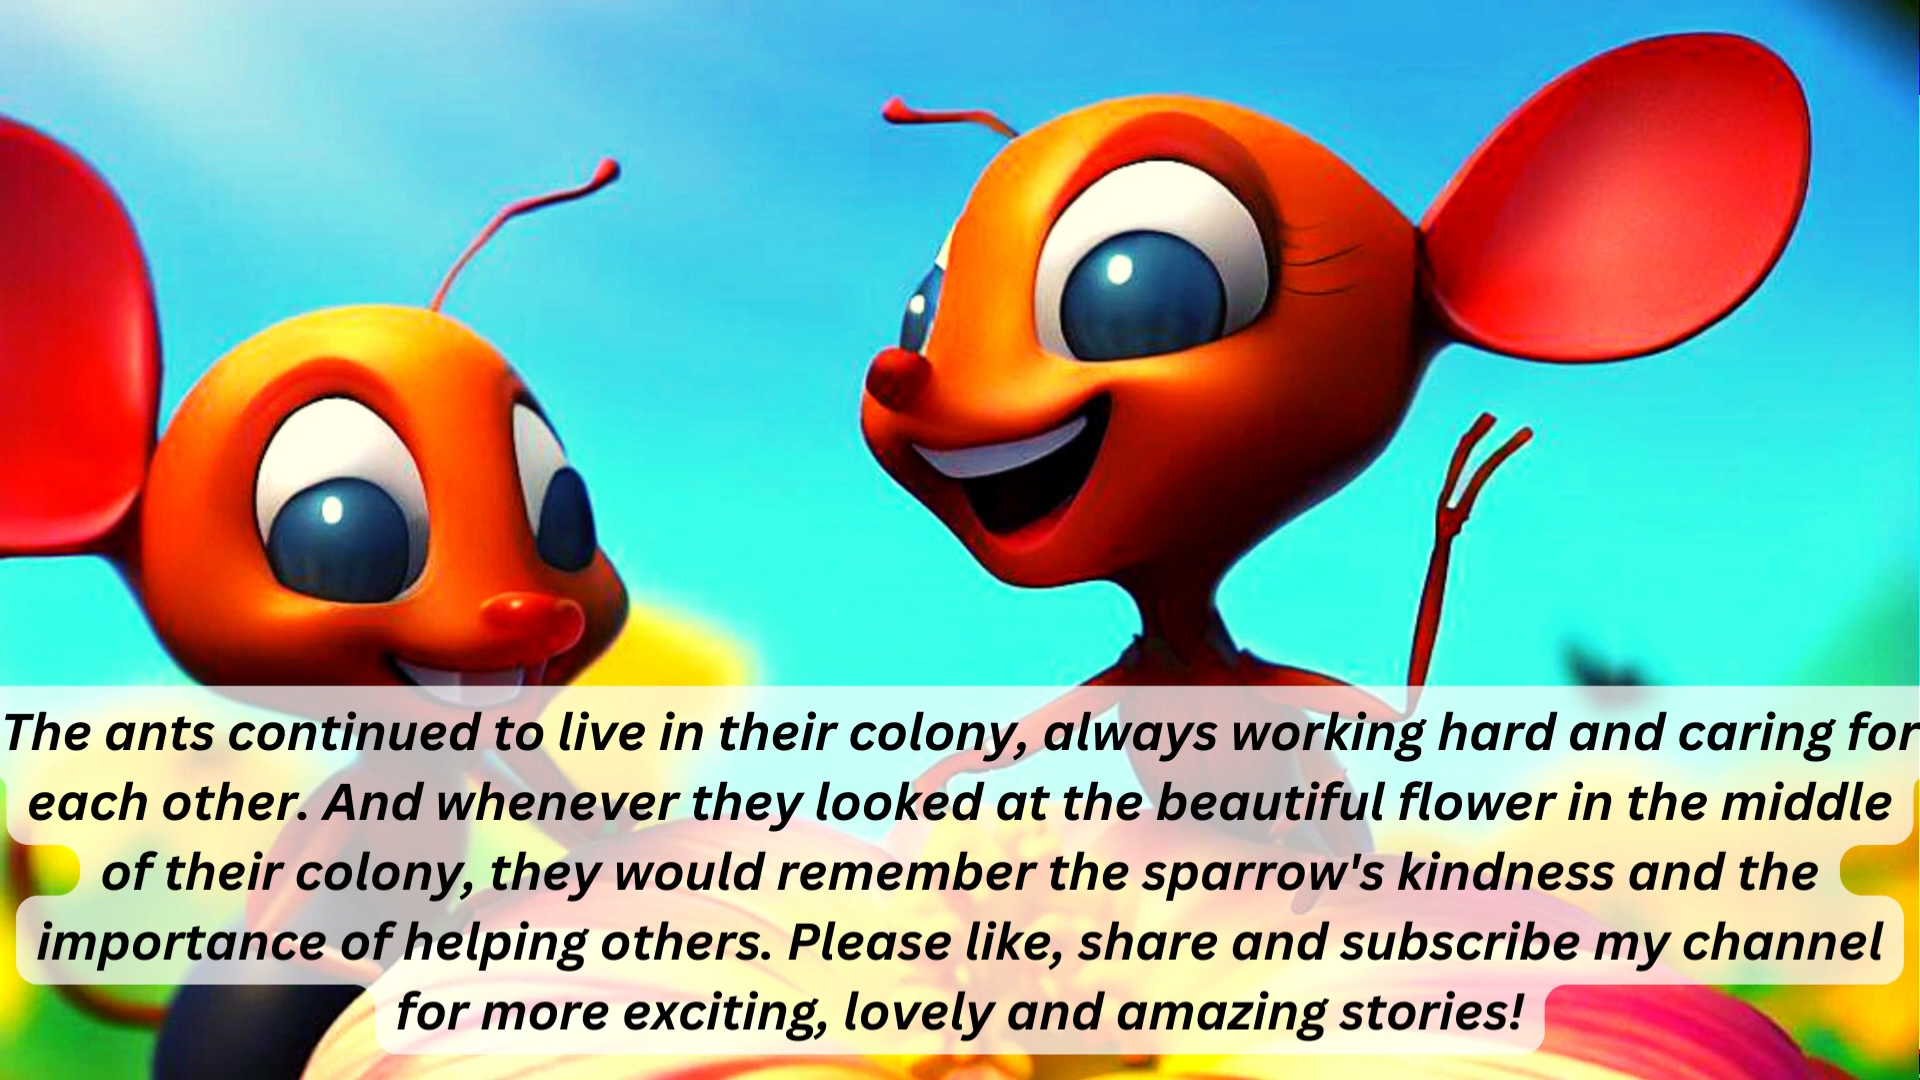 The ants continued to live in their colony, always working hard and caring for
each other. And whenever they looked at the beautiful flower in the middle
of their colony, they would remember the sparrow's kindness and the
importance of helping others. Please like, share and subscribe my channel
for more exciting, lovely and amazing stories!